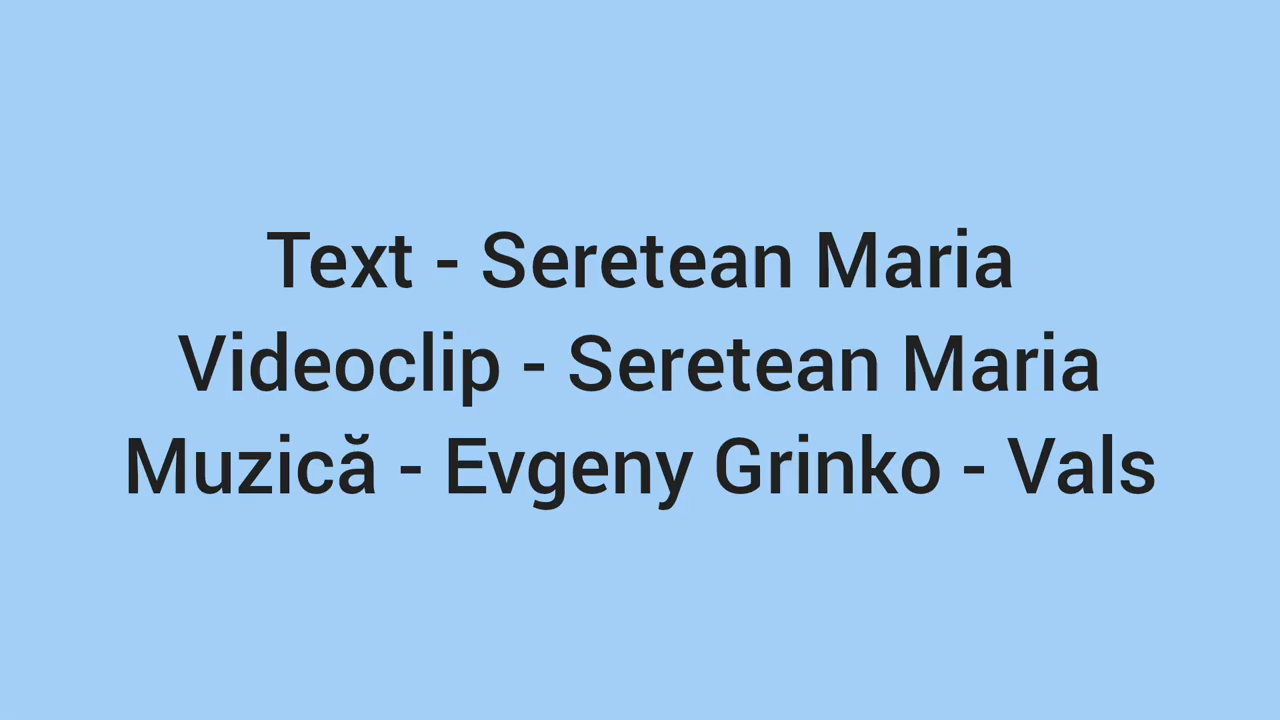 Text - Seretean Maria
Videoclip - Seretean Maria
Muzică - Evgeny Grinko - Vals